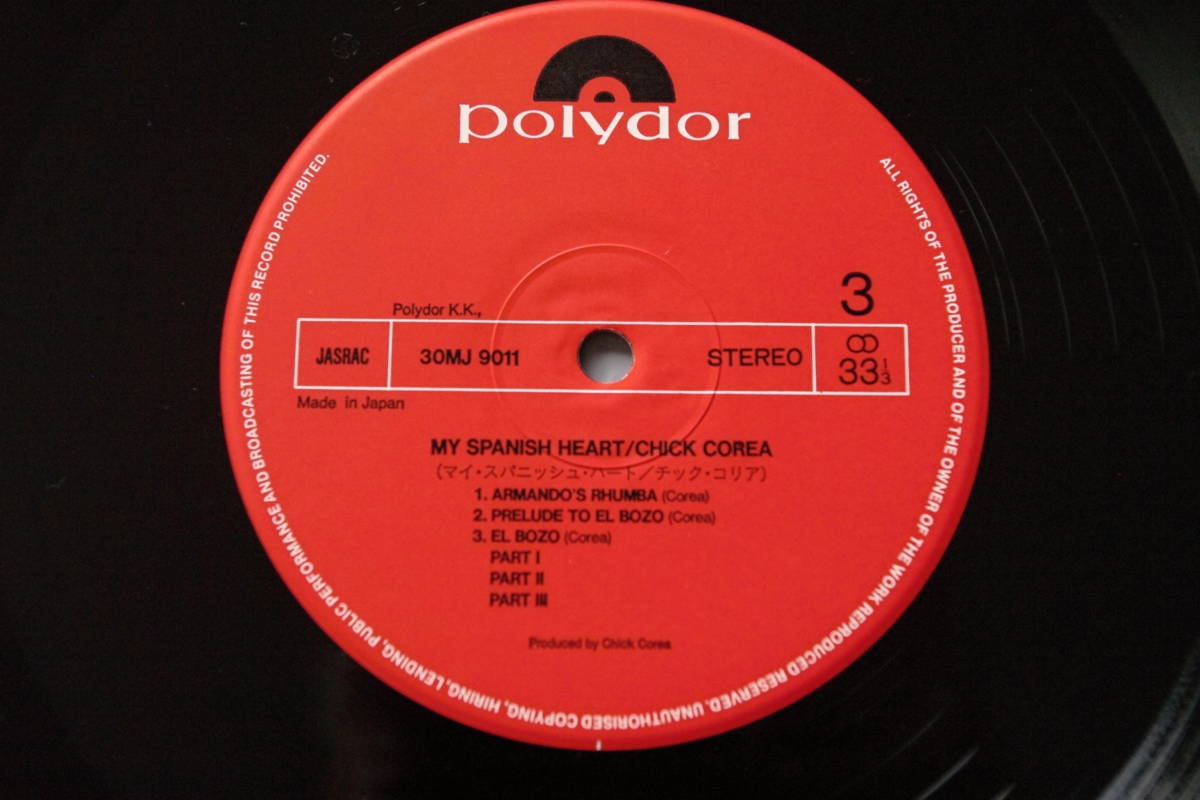 polydor
3
Polydor K.K.,
JASRAC 30MJ 9011 STEREO 33 1/3
Made in Japan
MY SPANISH HEART/CHICK COREA
(マイ・スパニッシュ・ハート/チック・コリア)
1. ARMANDO'S RHUMBA (Corea)
2. PRELUDE TO EL BOZO (Corea)
3. EL BOZO (Corea)
PART I
PART II
PART III
Produced by Chick Corea
ALL RIGHTS OF THE PRODUCER AND OF THE OWNER OF THE WORK REPRODUCED RESERVED. UNAUTHORISED COPYING, HIRING, LENDING, PUBLIC PERFORMANCE AND BROADCASTING OF THIS RECORD PROHIBITED.